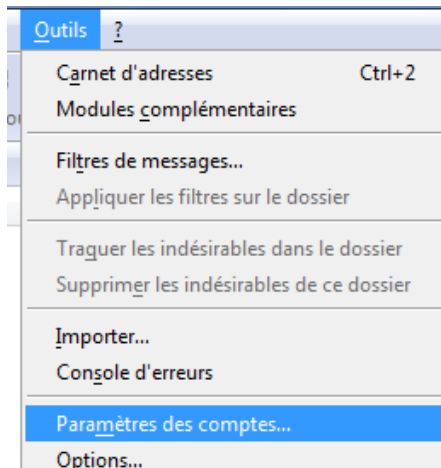 Outils ?
Carnet d'adresses Ctrl+2
Modules complémentaires
Filtres de messages...
Appliquer les filtres sur le dossier
Traquer les indésirables dans le dossier
Supprimer les indésirables de ce dossier
Importer...
Console d'erreurs
Paramètres des comptes...
Options...